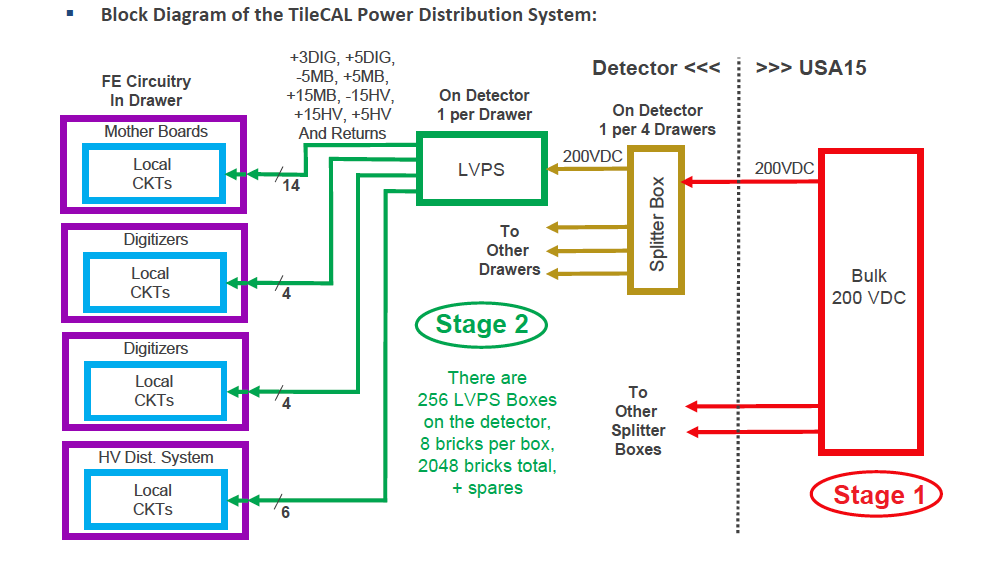 ▪ Block Diagram of the TileCAL Power Distribution System:
+3DIG, +5DIG,
-5MB, +5MB,
+15MB, -15HV,
+15HV, +5HV
And Returns
FE Circuitry
In Drawer
On Detector
1 per Drawer
Detector <<<
>>> USA15
On Detector
1 per 4 Drawers
Mother Boards
Local
CKTs
14
LVPS
200VDC
Splitter Box
200VDC
Bulk
200 VDC
Digitizers
Local
CKTs
4
To
Other
Drawers
Stage 2
Digitizers
Local
CKTs
4
There are
256 LVPS Boxes
on the detector,
8 bricks per box,
2048 bricks total,
+ spares
To
Other
Splitter
Boxes
HV Dist. System
Local
CKTs
6
Stage 1